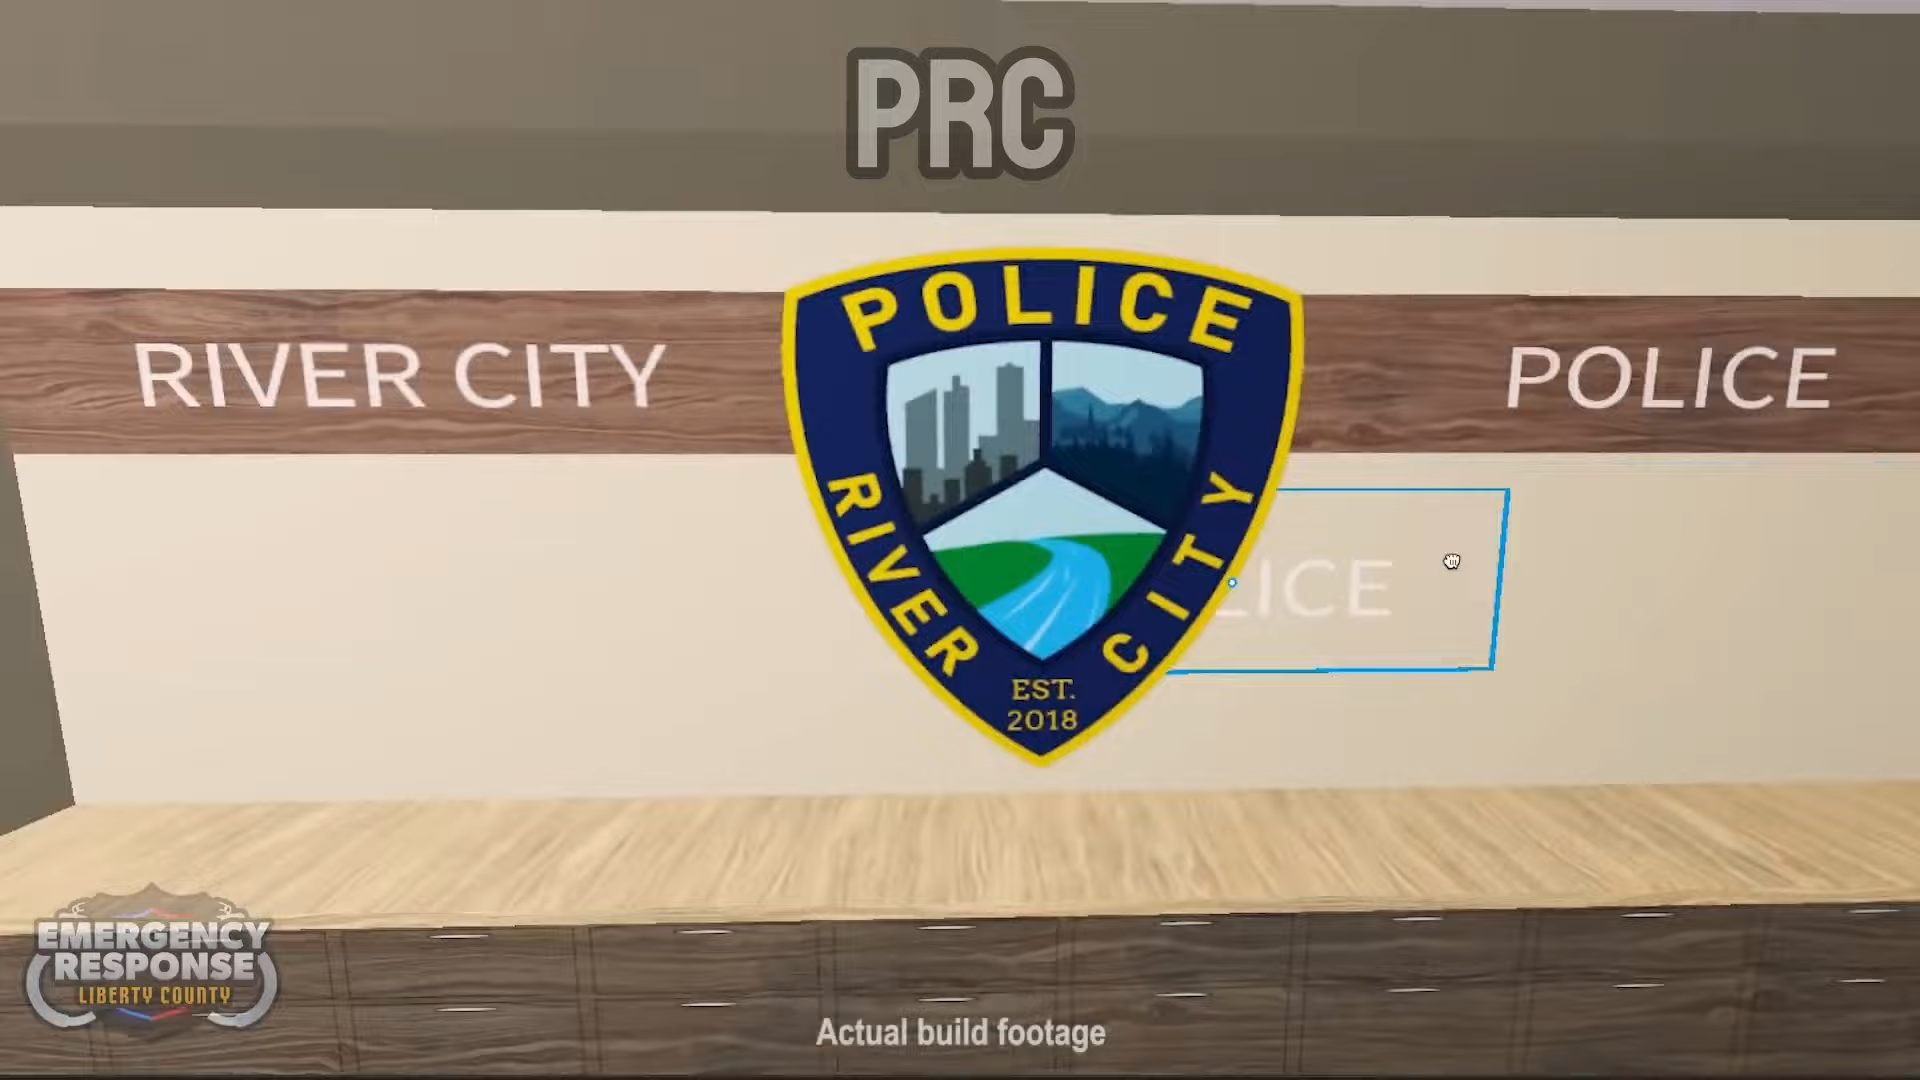 PRC
RIVER CITY
POLICE
RIVER CITY
EST.
2018
POLICE
LICE
EMERGENCY
RESPONSE
LIBERTY COUNTY
Actual build footage